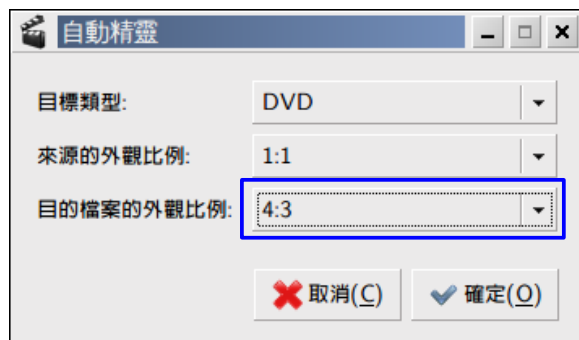 自動精靈
目標類型: DVD
來源的外觀比例: 1:1
目的檔案的外觀比例: 4:3
取消(C) 確定(O)